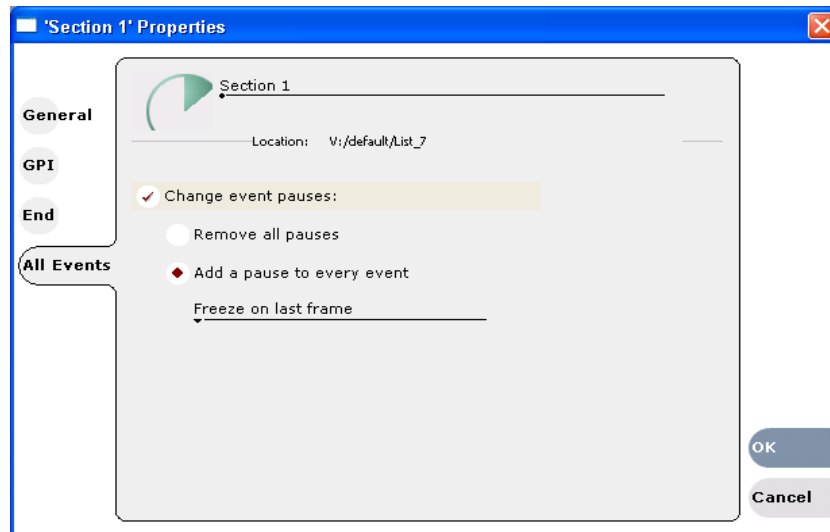 'Section 1' Properties
Section 1
Location: V:/default/List_7
General
GPI
End
All Events
Change event pauses:
Remove all pauses
Add a pause to every event
Freeze on last frame
OK
Cancel